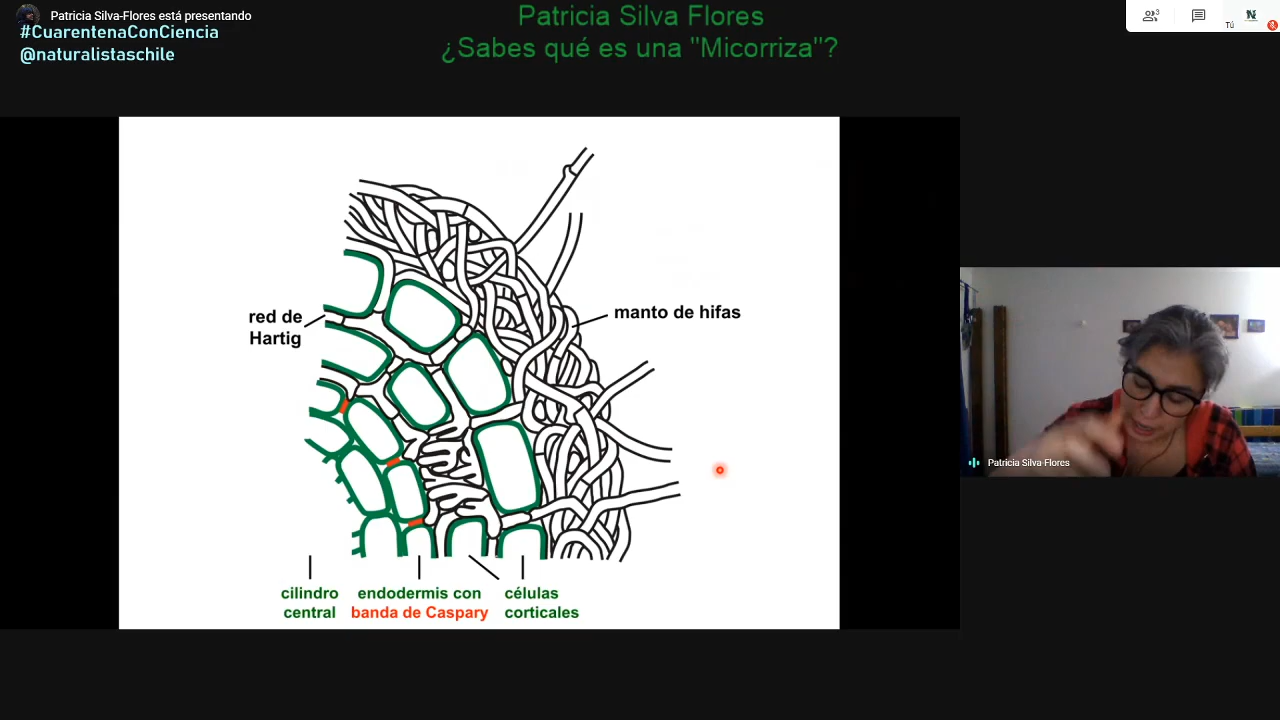 Patricia Silva-Flores está presentando
#CuarentenaConCiencia
@naturalistaschile
Patricia Silva Flores
¿Sabes qué es una "Micorriza"?
3
Tú
red de
Hartig
manto de hifas
cilindro
central
endodermis con
banda de Caspary
células
corticales
Patricia Silva-Flores